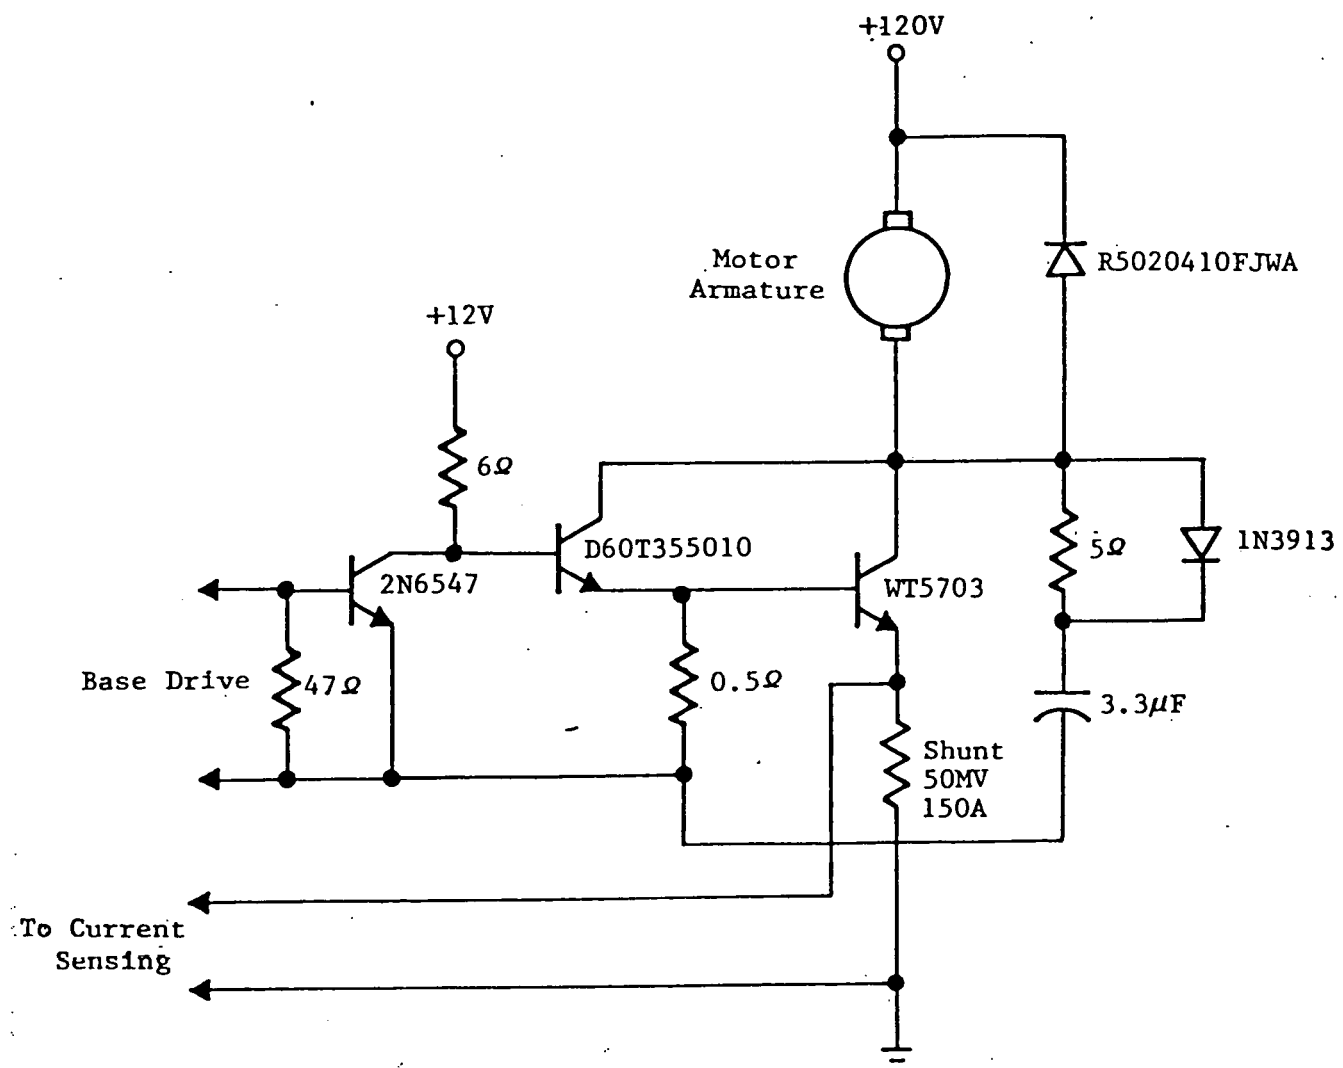 +120V
Motor
Armature
R5020410FJWA
+12V
6Ω
D60T355010
2N6547
WT5703
5Ω
1N3913
Base Drive
47Ω
0.5Ω
3.3μF
Shunt
50MV
150A
To Current
Sensing